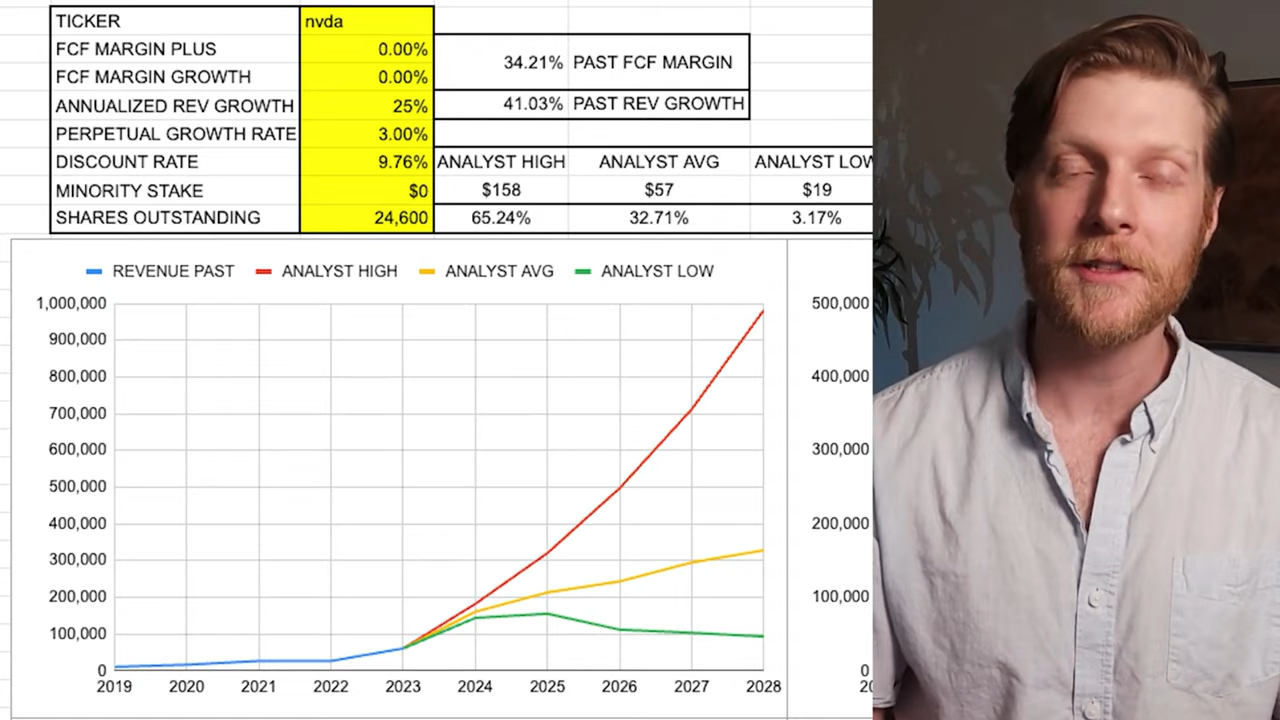 TICKER nvda
FCF MARGIN PLUS 0.00%
34.21% PAST FCF MARGIN
FCF MARGIN GROWTH 0.00%
ANNUALIZED REV GROWTH 25% 41.03% PAST REV GROWTH
PERPETUAL GROWTH RATE 3.00%
DISCOUNT RATE 9.76% ANALYST HIGH ANALYST AVG ANALYST LOW
MINORITY STAKE $0 $158 $57 $19
SHARES OUTSTANDING 24,600 65.24% 32.71% 3.17%
REVENUE PAST ANALYST HIGH ANALYST AVG ANALYST LOW
1,000,000 500,000
900,000
800,000 400,000
700,000
600,000 300,000
500,000
400,000 200,000
300,000
200,000 100,000
100,000
0 0
2019 2020 2021 2022 2023 2024 2025 2026 2027 2028